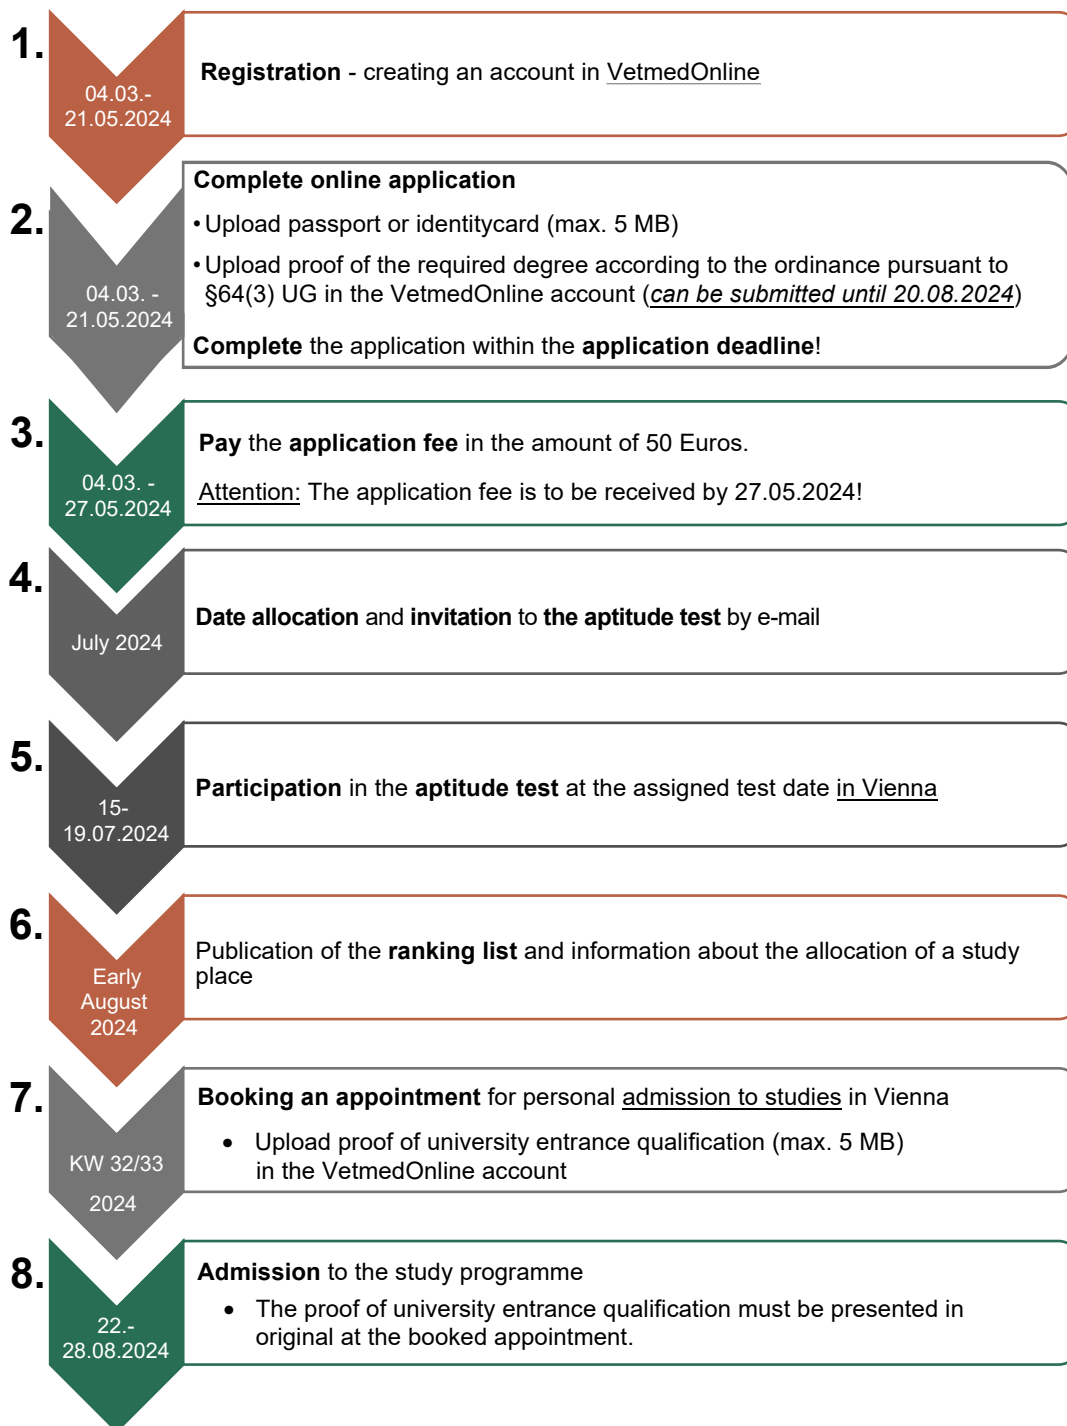 1.
04.03.-
21.05.2024
Registration - creating an account in VetmedOnline
2.
04.03. -
21.05.2024
Complete online application
• Upload passport or identitycard (max. 5 MB)
• Upload proof of the required degree according to the ordinance pursuant to
§64(3) UG in the VetmedOnline account (can be submitted until 20.08.2024)
Complete the application within the application deadline!
3.
04.03. -
27.05.2024
Pay the application fee in the amount of 50 Euros.
Attention: The application fee is to be received by 27.05.2024!
4.
July 2024
Date allocation and invitation to the aptitude test by e-mail
5.
15-
19.07.2024
Participation in the aptitude test at the assigned test date in Vienna
6.
Early
August
2024
Publication of the ranking list and information about the allocation of a study
place
7.
KW 32/33
2024
Booking an appointment for personal admission to studies in Vienna
• Upload proof of university entrance qualification (max. 5 MB)
in the VetmedOnline account
8.
22.-
28.08.2024
Admission to the study programme
• The proof of university entrance qualification must be presented in
original at the booked appointment.